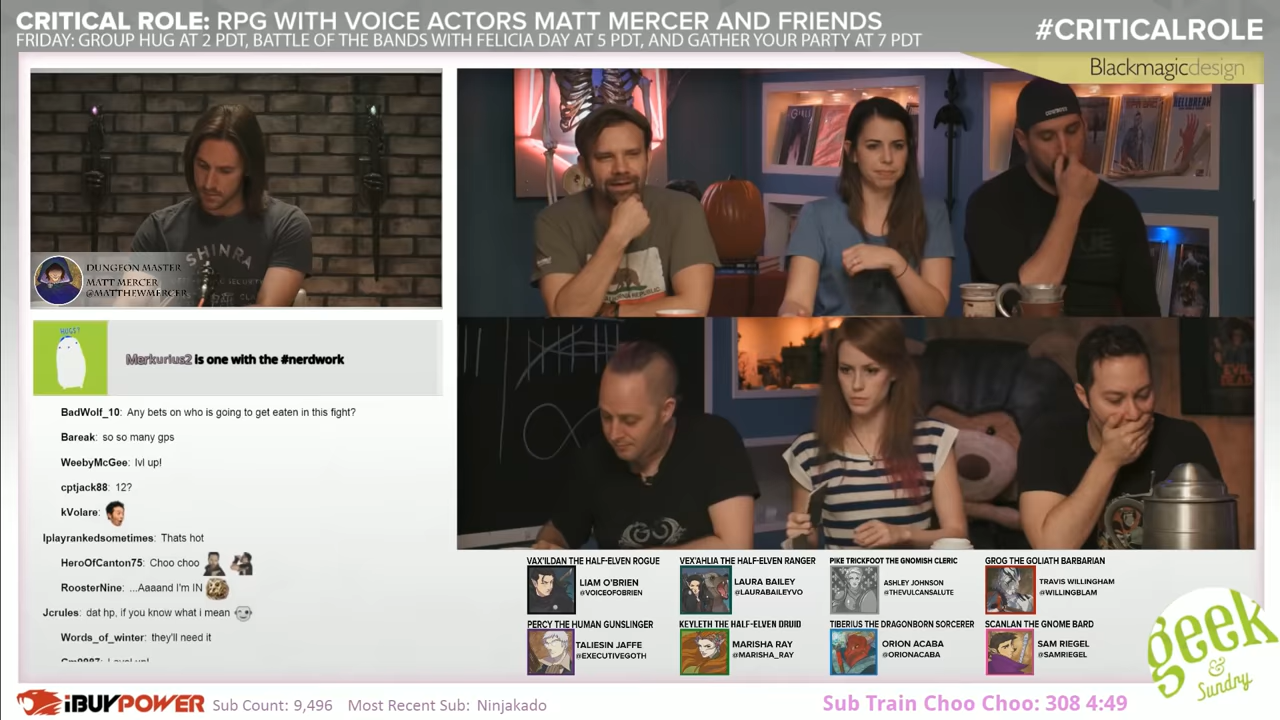 CRITICAL ROLE: RPG WITH VOICE ACTORS MATT MERCER AND FRIENDS
FRIDAY: GROUP HUG AT 2 PDT, BATTLE OF THE BANDS WITH FELICIA DAY AT 5 PDT, AND GATHER YOUR PARTY AT 7 PDT
#CRITICALROLE
Blackmagicdesign
SHINRA
DUNGEON MASTER
MATT MERCER
@MATTHEWMERCER
HUGS?
Merkurius2 is one with the #nerdwork
BadWolf_10: Any bets on who is going to get eaten in this fight?
Bareak: so so many gps
WeebyMcGee: lvl up!
cptjack88: 12?
kVolare:
Iplayrankedsometimes: Thats hot
HeroOfCanton75: Choo choo
RoosterNine: ...Aaaand I'm IN
Jcrules: dat hp, if you know what i mean
Words_of_winter: they'll need it
HELLBREAK
CALIFORNIA REPUBLIC
EVIL
VAX'ILDAN THE HALF-ELVEN ROGUE
LIAM O'BRIEN
@VOICEOFOBRIEN
VEX'AHLIA THE HALF-ELVEN RANGER
LAURA BAILEY
@LAURABAILEYVO
PIKE TRICKFOOT THE GNOMISH CLERIC
ASHLEY JOHNSON
@THEVULCANSALUTE
GROG THE GOLIATH BARBARIAN
TRAVIS WILLINGHAM
@WILLINGBLAM
PERCY THE HUMAN GUNSLINGER
TALIESIN JAFFE
@EXECUTIVEGOTH
KEYLETH THE HALF-ELVEN DRUID
MARISHA RAY
@MARISHA_RAY
TIBERIUS THE DRAGONBORN SORCERER
ORION ACABA
@ORIONACABA
SCANLAN THE GNOME BARD
SAM RIEGEL
@SAMRIEGEL
geek
&
Sundry
iBUYPOWER
Sub Count: 9,496 Most Recent Sub: Ninjakado
Sub Train Choo Choo: 308 4:49